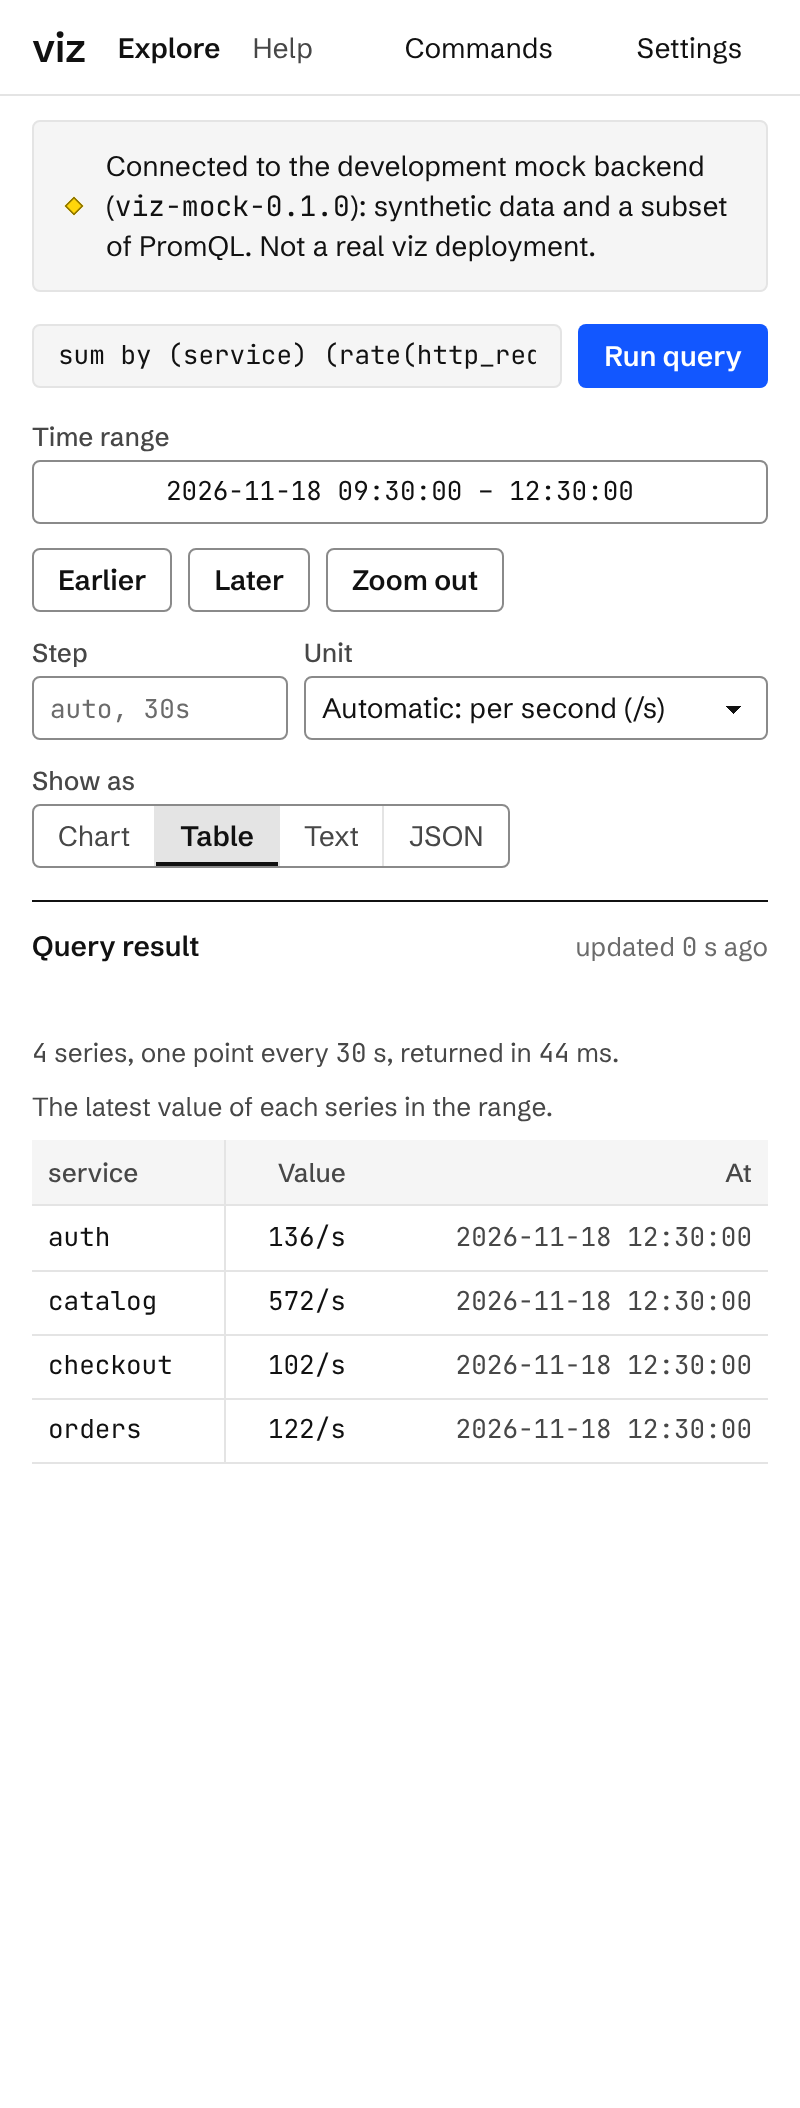 viz Explore Help Commands Settings
Connected to the development mock backend
(viz-mock-0.1.0): synthetic data and a subset
of PromQL. Not a real viz deployment.
sum by (service) (rate(http_req Run query
Time range
2026-11-18 09:30:00 – 12:30:00
Earlier Later Zoom out
Step Unit
auto, 30s Automatic: per second (/s)
Show as
Chart Table Text JSON
Query result updated 0 s ago
4 series, one point every 30 s, returned in 44 ms.
The latest value of each series in the range.
service Value At
auth 136/s 2026-11-18 12:30:00
catalog 572/s 2026-11-18 12:30:00
checkout 102/s 2026-11-18 12:30:00
orders 122/s 2026-11-18 12:30:00